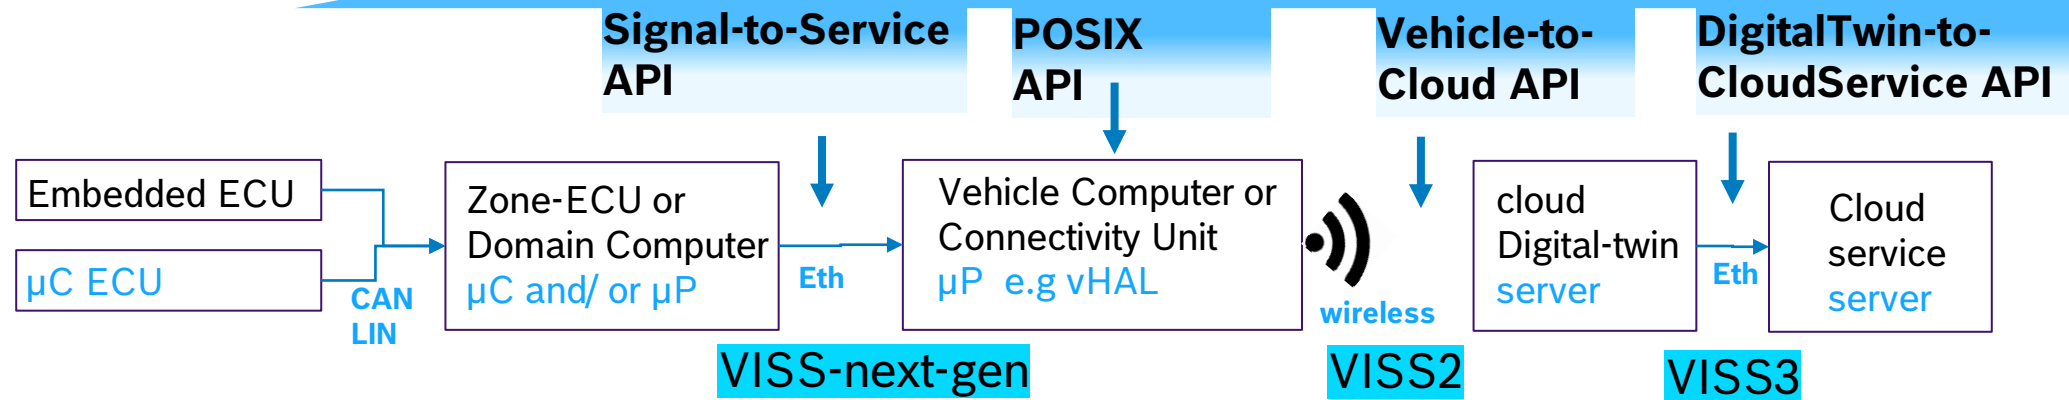 Signal-to-Service
API
POSIX
API
Vehicle-to-
Cloud API
DigitalTwin-to-
CloudService API
Embedded ECU
µC ECU
CAN
LIN
Zone-ECU or
Domain Computer
µC and/ or µP
Eth
Vehicle Computer or
Connectivity Unit
µP e.g vHAL
wireless
cloud
Digital-twin
server
Eth
Cloud
service
server
VISS-next-gen
VISS2
VISS3